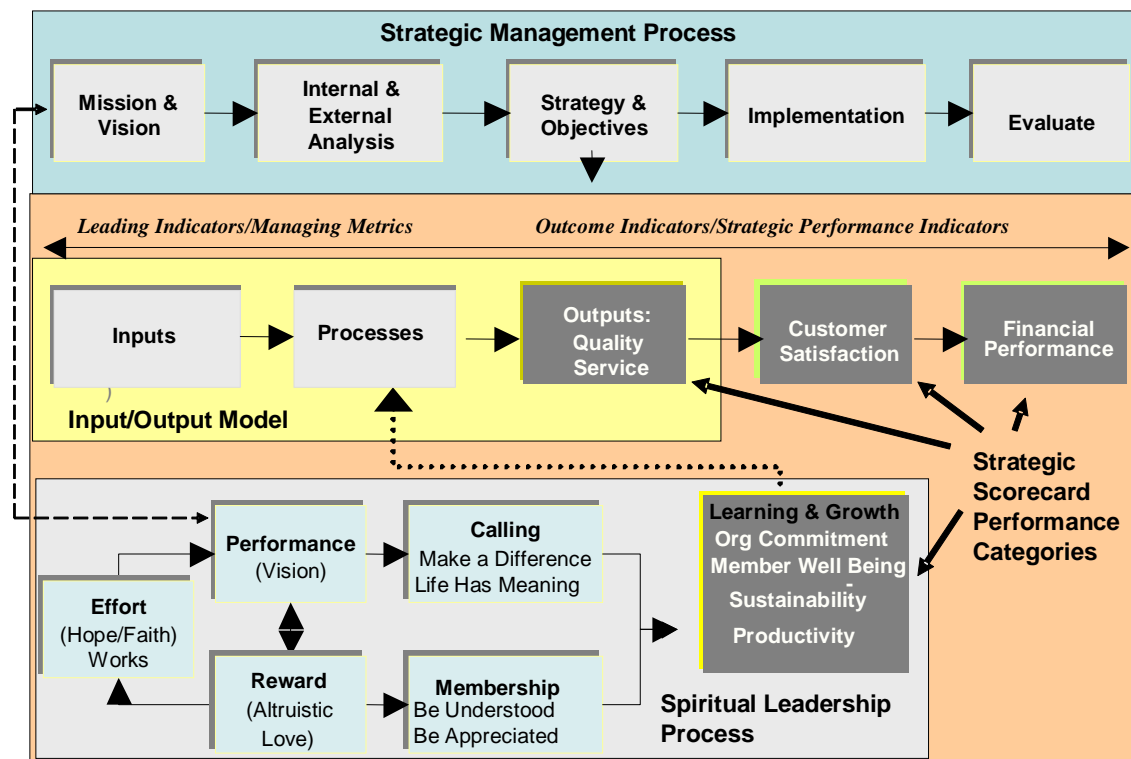 Strategic Management Process
Mission &
Vision
Internal &
External
Analysis
Strategy &
Objectives
Implementation
Evaluate
Leading Indicators/Managing Metrics
Outcome Indicators/Strategic Performance Indicators
Inputs
)
Processes
Outputs:
Quality
Service
Customer
Satisfaction
Financial
Performance
Input/Output Model
Strategic
Scorecard
Performance
Categories
Performance
(Vision)
Calling
Make a Difference
Life Has Meaning
Learning & Growth
Org Commitment
Member Well Being
-
Sustainability
Productivity
Effort
(Hope/Faith)
Works
Reward
(Altruistic
Love)
Membership
Be Understood
Be Appreciated
Spiritual Leadership
Process